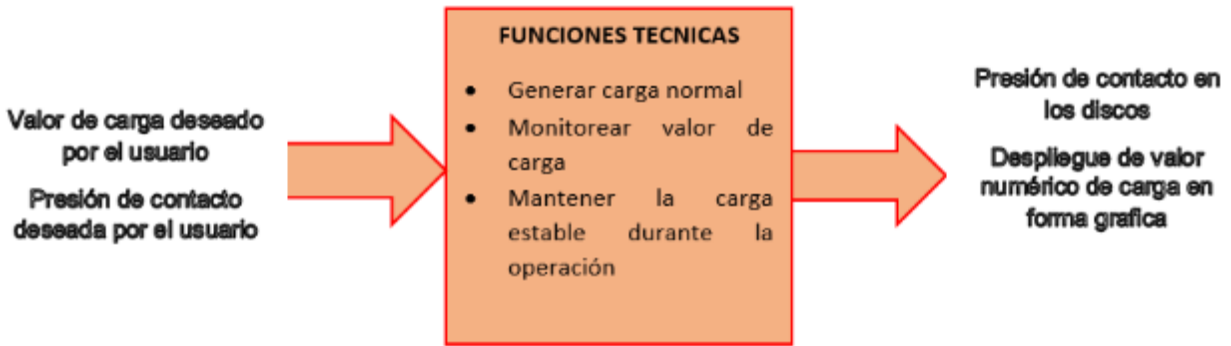 Valor de carga deseado
por el usuario
Presión de contacto
deseada por el usuario
FUNCIONES TECNICAS
• Generar carga normal
• Monitorear valor de
carga
• Mantener la carga
estable durante la
operación
Presión de contacto en
los discos
Despliegue de valor
numérico de carga en
forma grafica